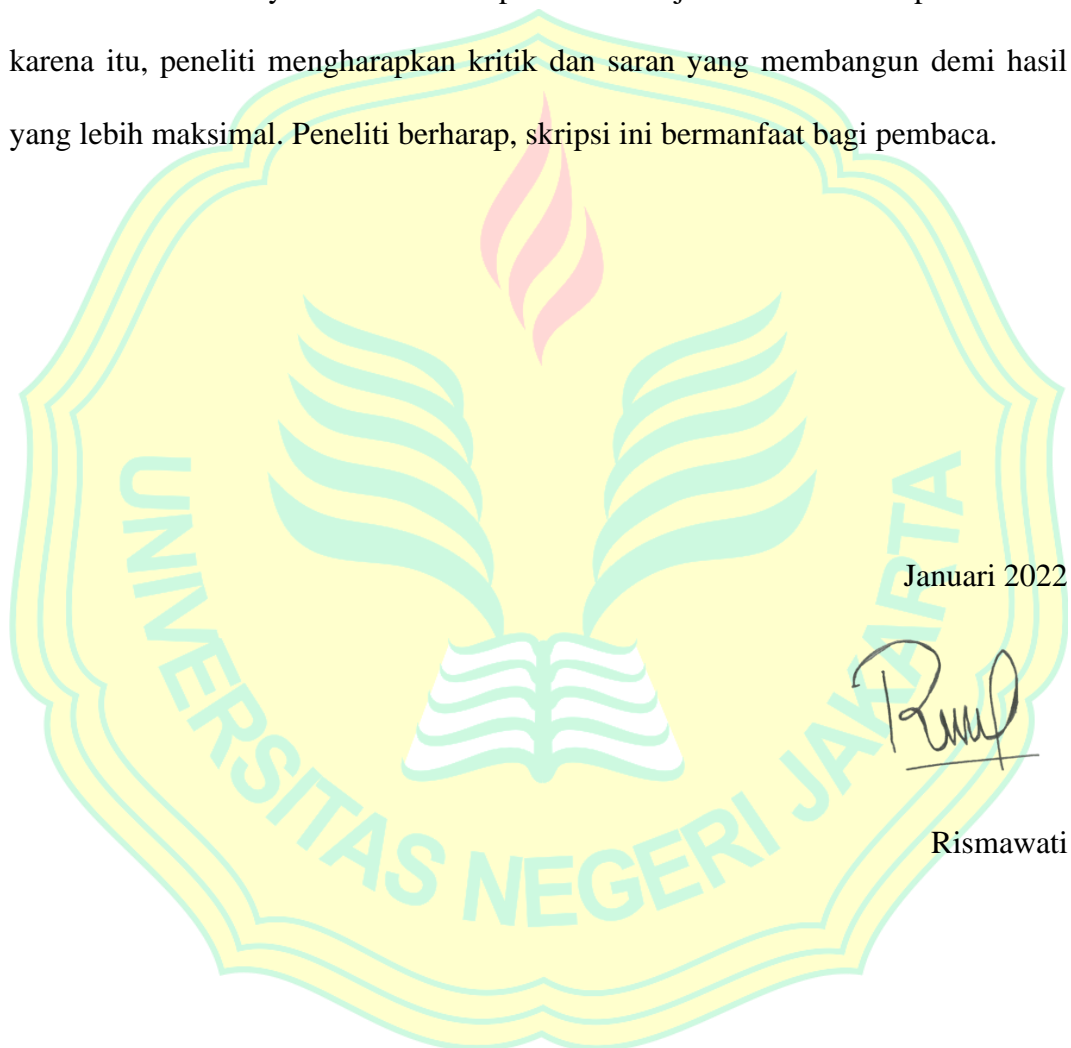 karena itu, peneliti mengharapkan kritik dan saran yang membangun demi hasil
yang lebih maksimal. Peneliti berharap, skripsi ini bermanfaat bagi pembaca.
UNIVERSITAS NEGERI JAKARTA
Januari 2022
Rismawati